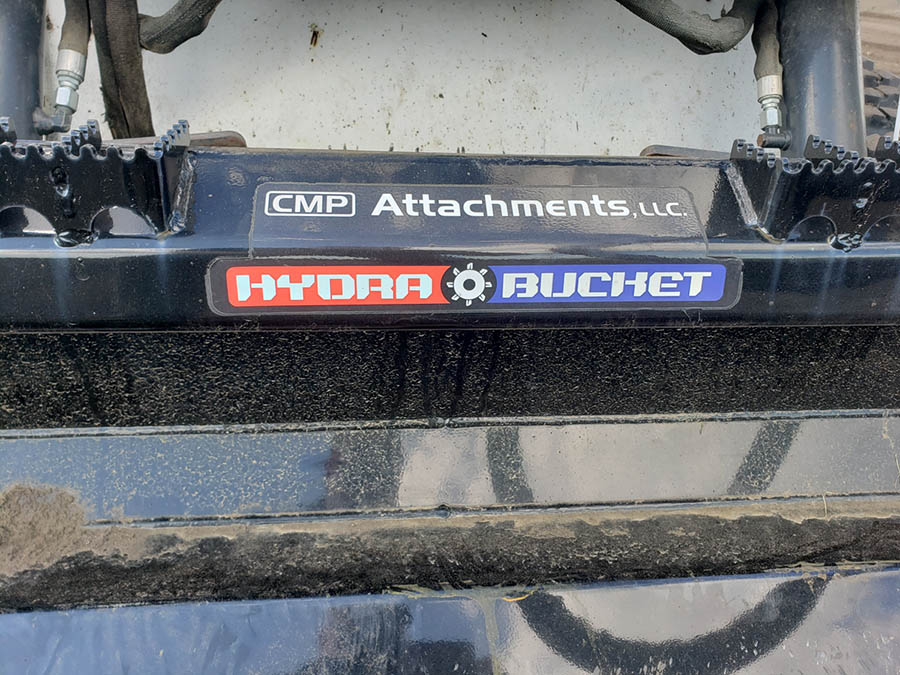 CMP Attachments, LLC.
HYDRA BUCKET